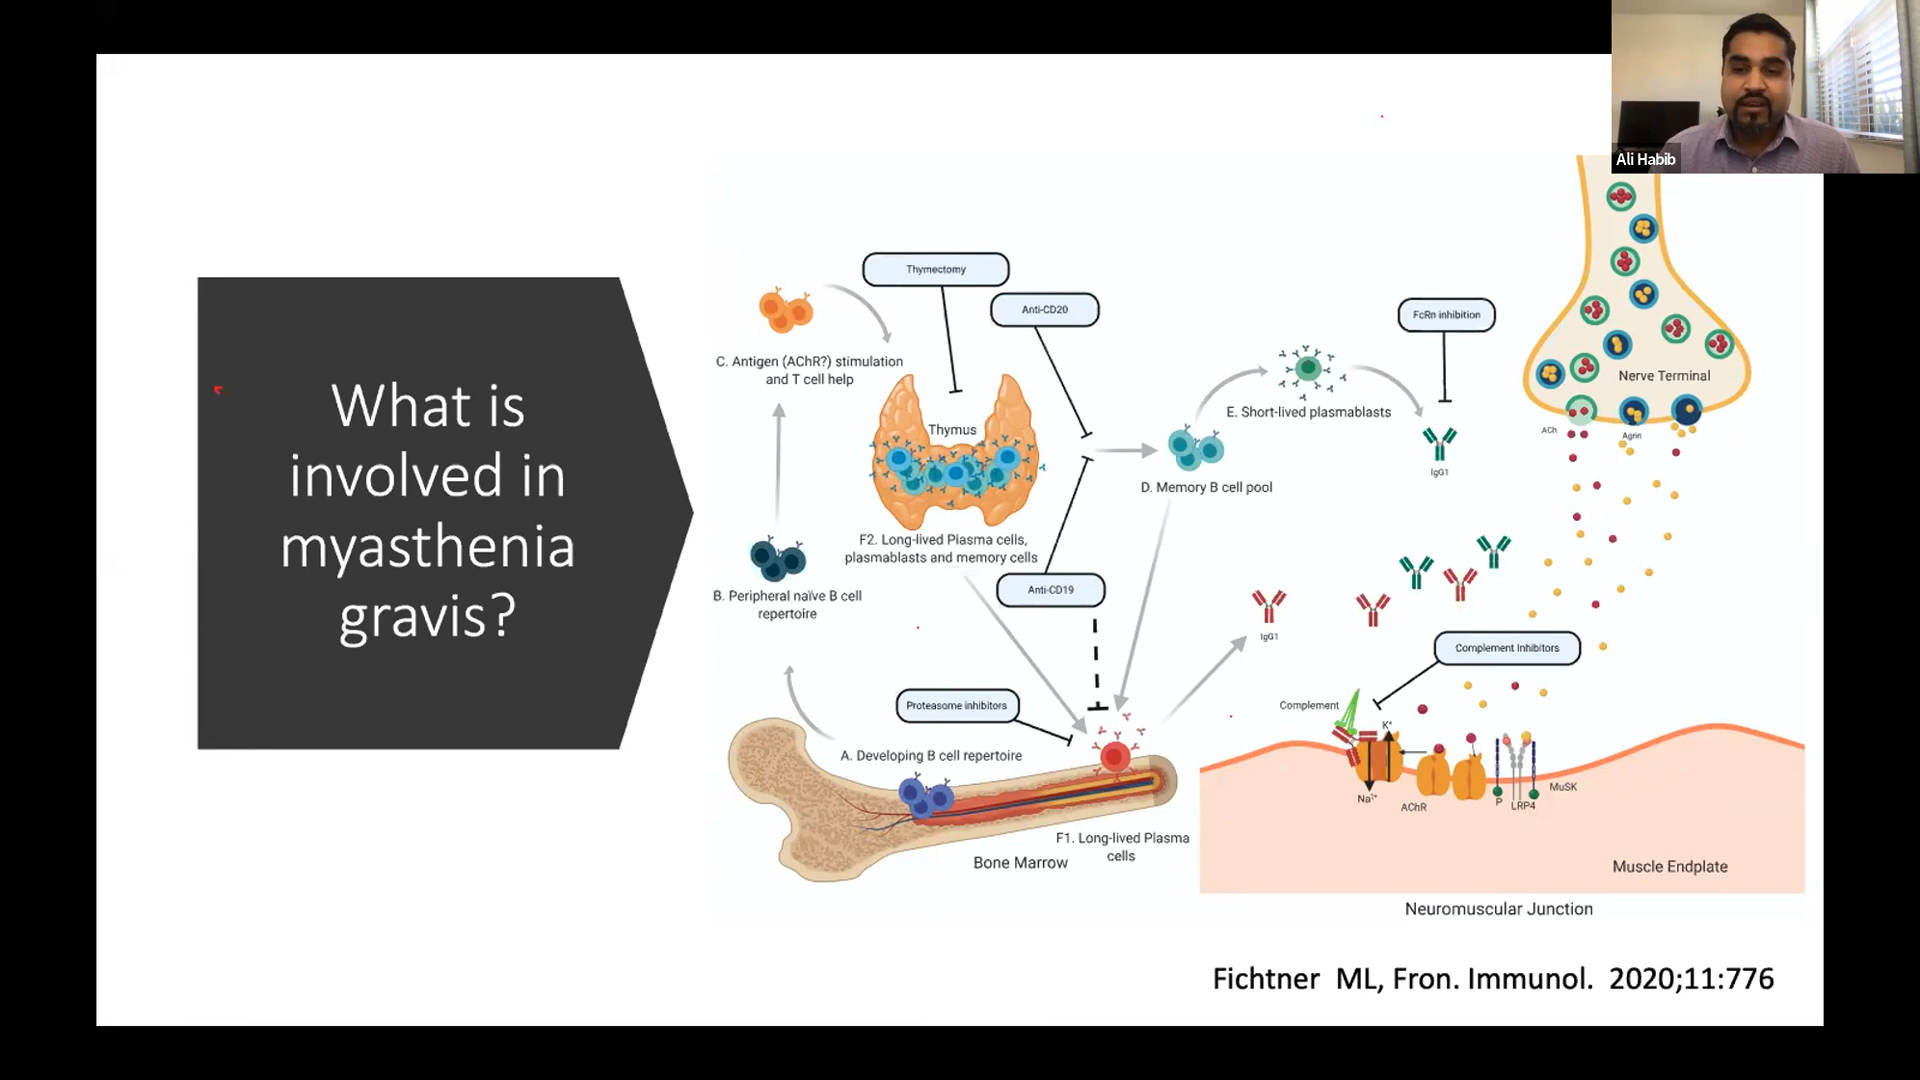 Ali Habib
What is
involved in
myasthenia
gravis?
Thymectomy
Anti-CD20
FcRn inhibition
C. Antigen (AChR?) stimulation
and T cell help
Thymus
E. Short-lived plasmablasts
Nerve Terminal
ACh
Agrin
IgG1
D. Memory B cell pool
F2. Long-lived Plasma cells,
plasmablasts and memory cells
Anti-CD19
B. Peripheral naïve B cell
repertoire
IgG1
Complement Inhibitors
Proteasome inhibitors
Complement
K⁺
A. Developing B cell repertoire
Na²⁺
AChR
P
LRP4
MuSK
F1. Long-lived Plasma
cells
Bone Marrow
Muscle Endplate
Neuromuscular Junction
Fichtner ML, Fron. Immunol. 2020;11:776